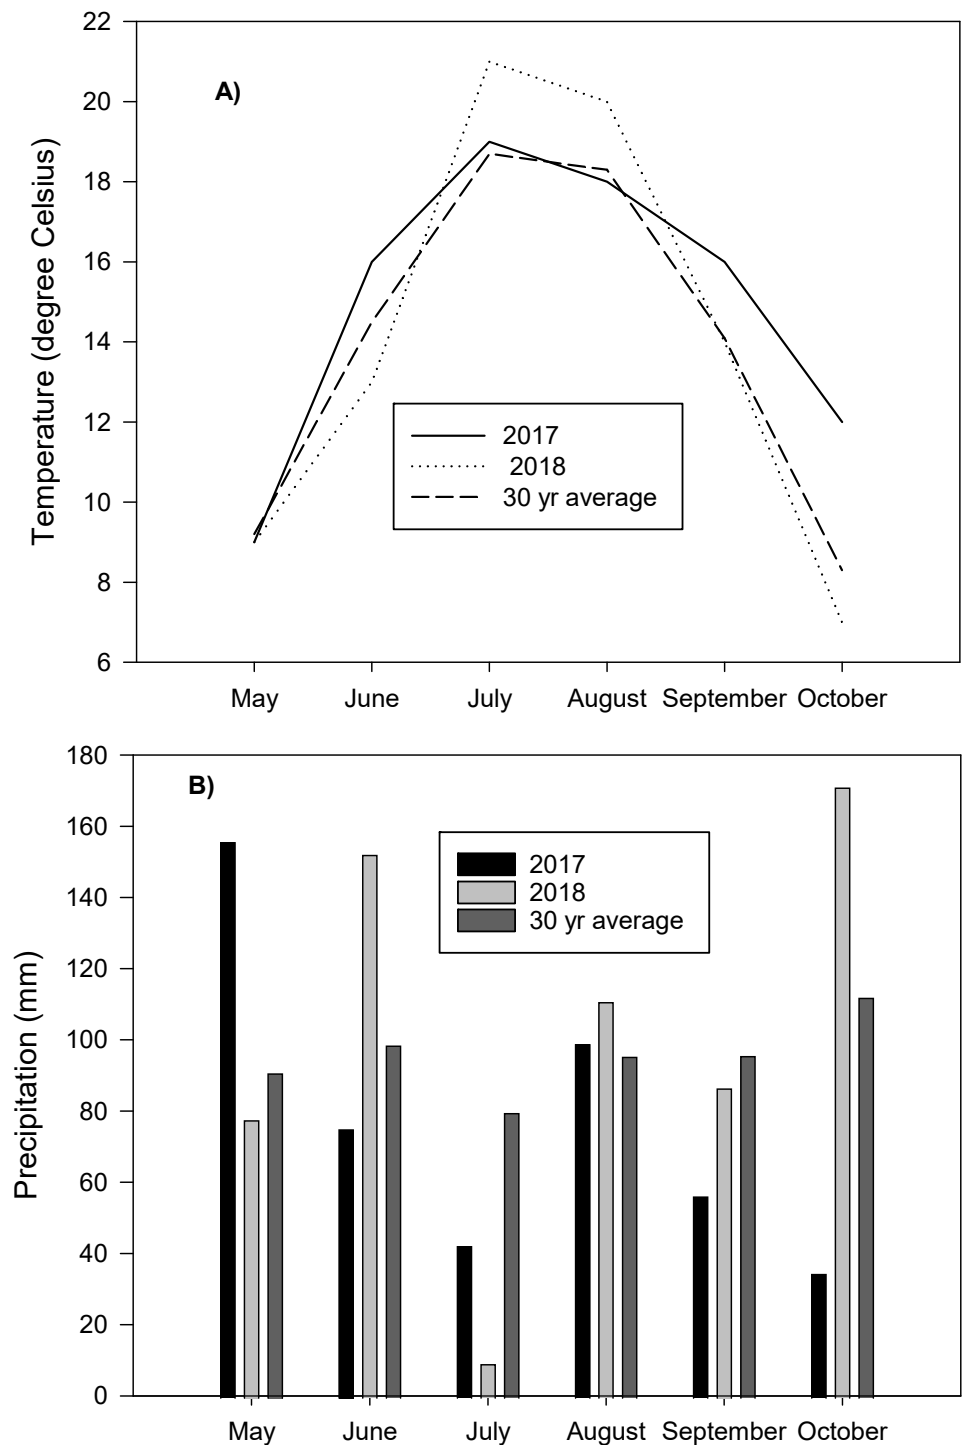 A)
Temperature (degree Celsius)
22
20
18
16
14
12
10
8
6
2017
2018
30 yr average
May June July August September October
B)
Precipitation (mm)
180
160
140
120
100
80
60
40
20
0
2017
2018
30 yr average
May June July August September October